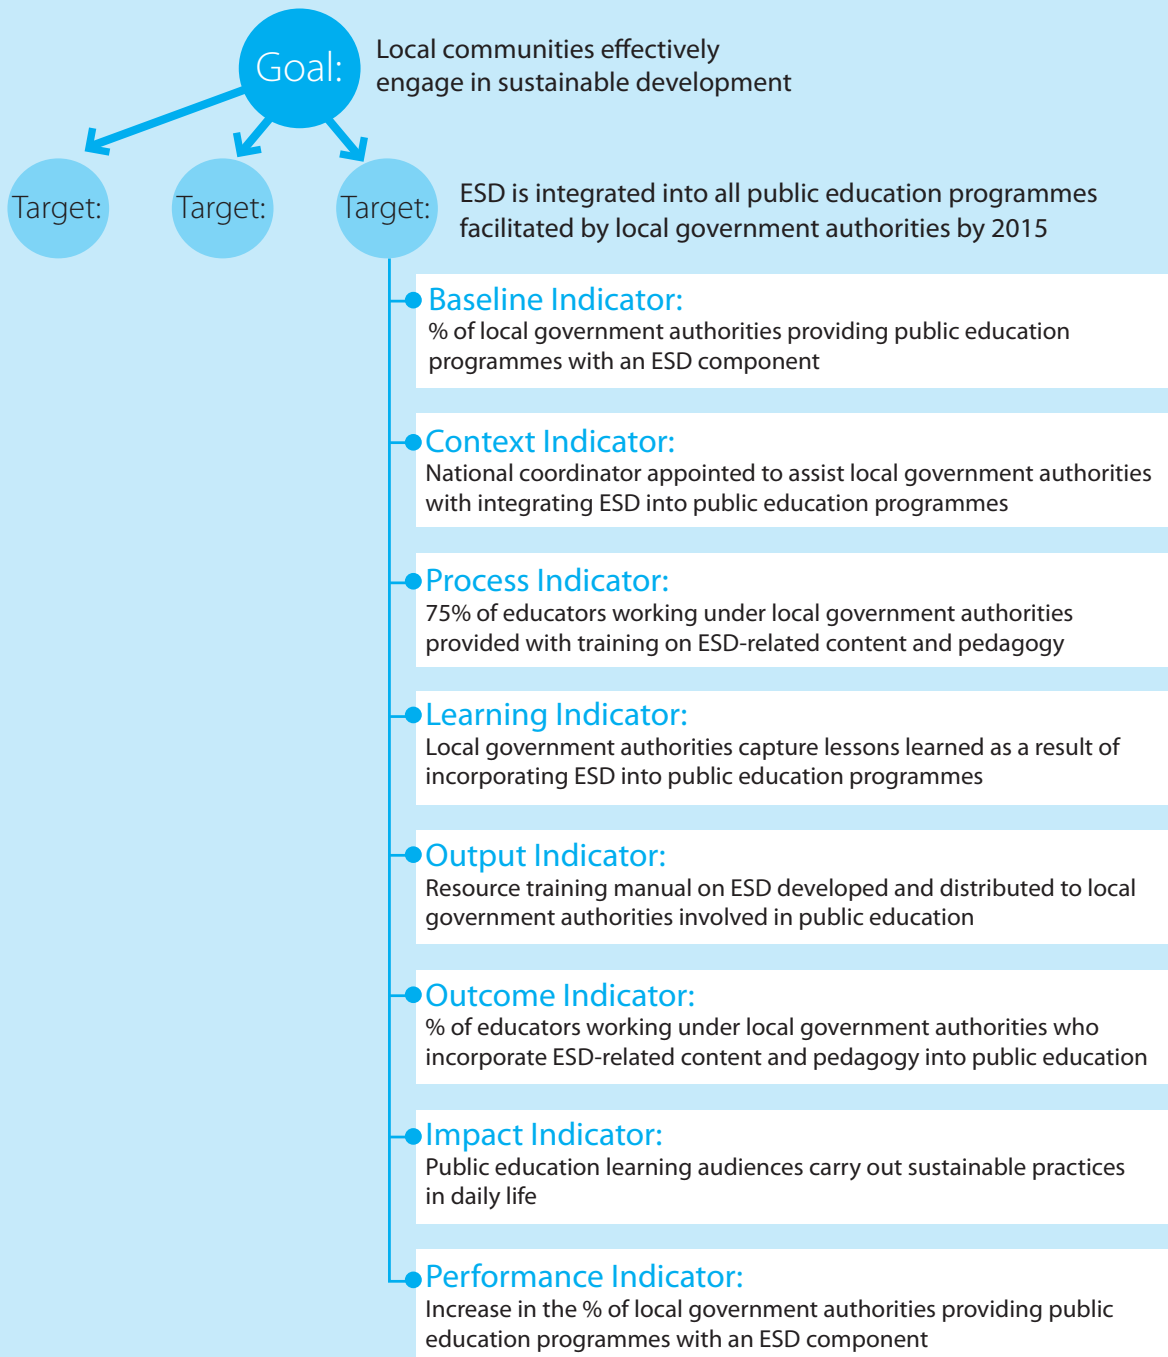 Goal:
Local communities effectively
engage in sustainable development
Target:
Target:
Target:
ESD is integrated into all public education programmes
facilitated by local government authorities by 2015
Baseline Indicator:
% of local government authorities providing public education
programmes with an ESD component
Context Indicator:
National coordinator appointed to assist local government authorities
with integrating ESD into public education programmes
Process Indicator:
75% of educators working under local government authorities
provided with training on ESD-related content and pedagogy
Learning Indicator:
Local government authorities capture lessons learned as a result of
incorporating ESD into public education programmes
Output Indicator:
Resource training manual on ESD developed and distributed to local
government authorities involved in public education
Outcome Indicator:
% of educators working under local government authorities who
incorporate ESD-related content and pedagogy into public education
Impact Indicator:
Public education learning audiences carry out sustainable practices
in daily life
Performance Indicator:
Increase in the % of local government authorities providing public
education programmes with an ESD component